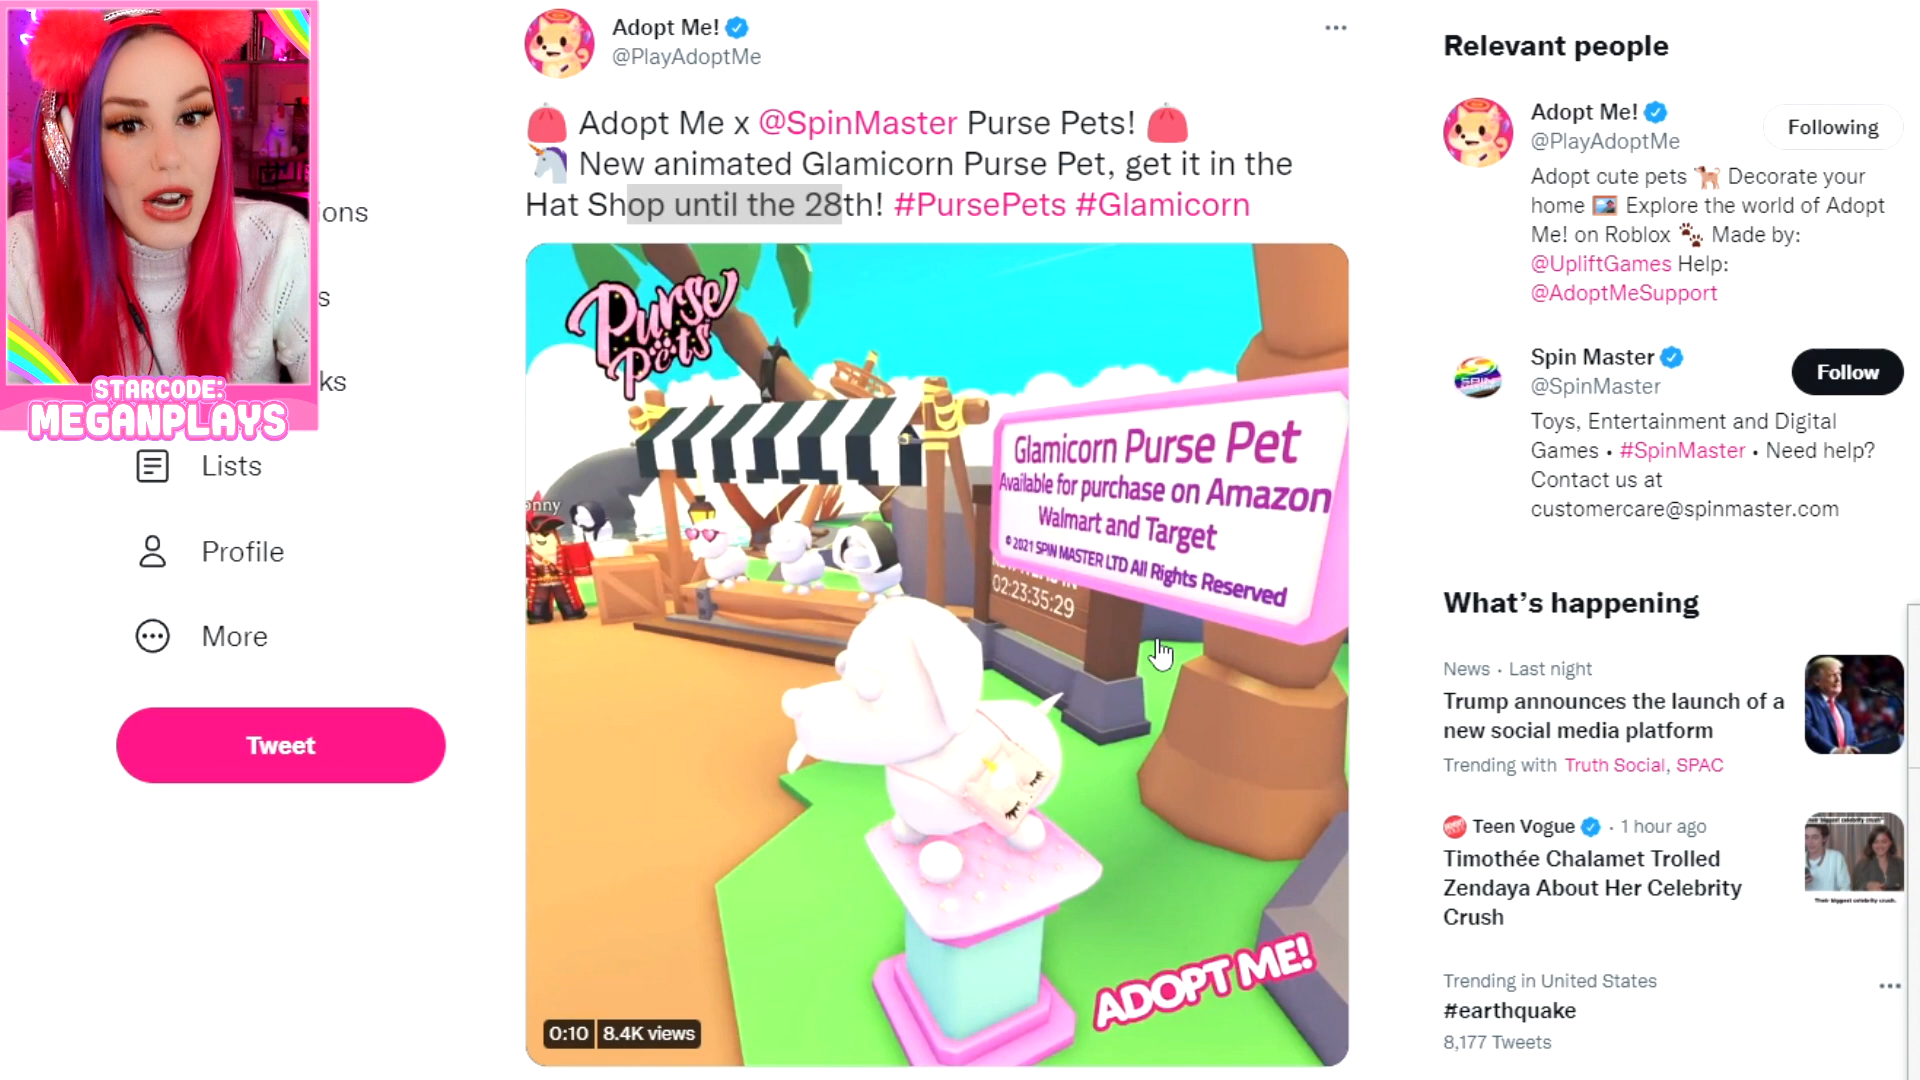 STARCODE:
MEGANPLAYS
ions
s
ks
Lists
Profile
More
Tweet
Adopt Me!
@PlayAdoptMe
Adopt Me x @SpinMaster Purse Pets!
New animated Glamicorn Purse Pet, get it in the
Hat Shop until the 28th! #PursePets #Glamicorn
Purse
Pets
Glamicorn Purse Pet
Available for purchase on Amazon
Walmart and Target
© 2021 SPIN MASTER LTD All Rights Reserved
02:23:35:29
onny
ADOPT ME!
0:10
8.4K views
Relevant people
Adopt Me!
@PlayAdoptMe
Following
Adopt cute pets Decorate your
home Explore the world of Adopt
Me! on Roblox Made by:
@UpliftGames Help:
@AdoptMeSupport
SPIN
Spin Master
@SpinMaster
Follow
Toys, Entertainment and Digital
Games • #SpinMaster • Need help?
Contact us at
customercare@spinmaster.com
What's happening
News · Last night
Trump announces the launch of a
new social media platform
Trending with Truth Social, SPAC
Teen Vogue · 1 hour ago
Timothée Chalamet Trolled
Zendaya About Her Celebrity
Crush
Their biggest celebrity crush.
Trending in United States
#earthquake
8,177 Tweets